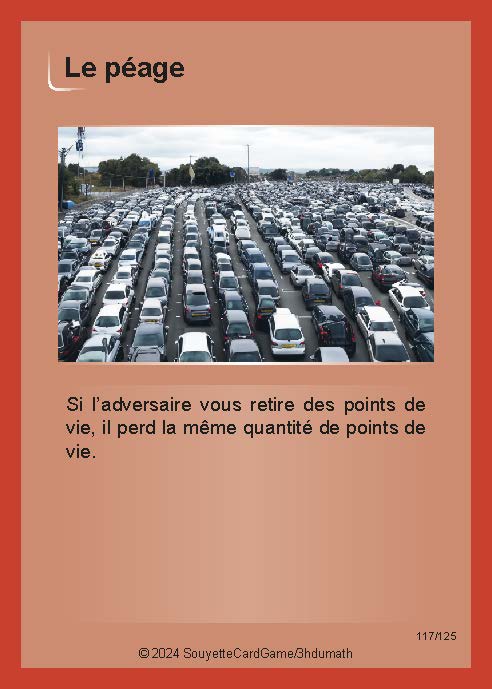 Le péage
Si l'adversaire vous retire des points de
vie, il perd la même quantité de points de
vie.
117/125
© 2024 SouyetteCardGame/3hdumath